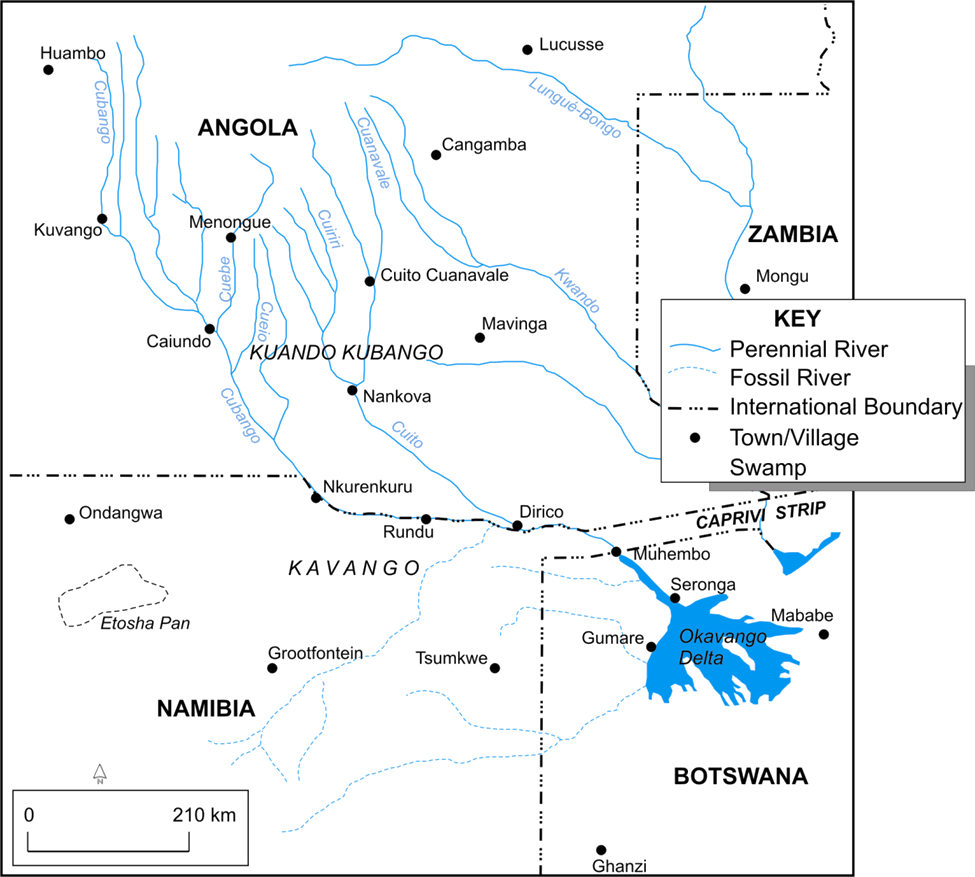 Huambo
Lucusse
Cubango
Lungué-Bongo
ANGOLA
Cuanavale
Cangamba
Kuvango
Menongue
Cuiriri
ZAMBIA
Cuebe
Cuito Cuanavale
Kwando
Mongu
Cueio
Mavinga
Caiundo
KUANDO KUBANGO
KEY
Perennial River
Fossil River
International Boundary
Town/Village
Swamp
Nankova
Cubango
Cuito
Nkurenkuru
Ondangwa
Rundu
Dirico
CAPRIVI STRIP
Muhembo
KAVANGO
Seronga
Etosha Pan
Mababe
Gumare
Okavango
Delta
Grootfontein
Tsumkwe
NAMIBIA
BOTSWANA
N
0 210 km
Ghanzi